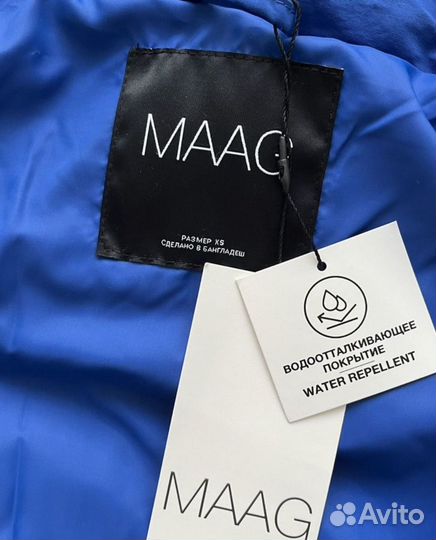 MAAG
РАЗМЕР XS
СДЕЛАНО В БАНГЛАДЕШ
ВОДООТТАЛКИВАЮЩЕЕ
ПОКРЫТИЕ
WATER REPELLENT
MAAG
Avito